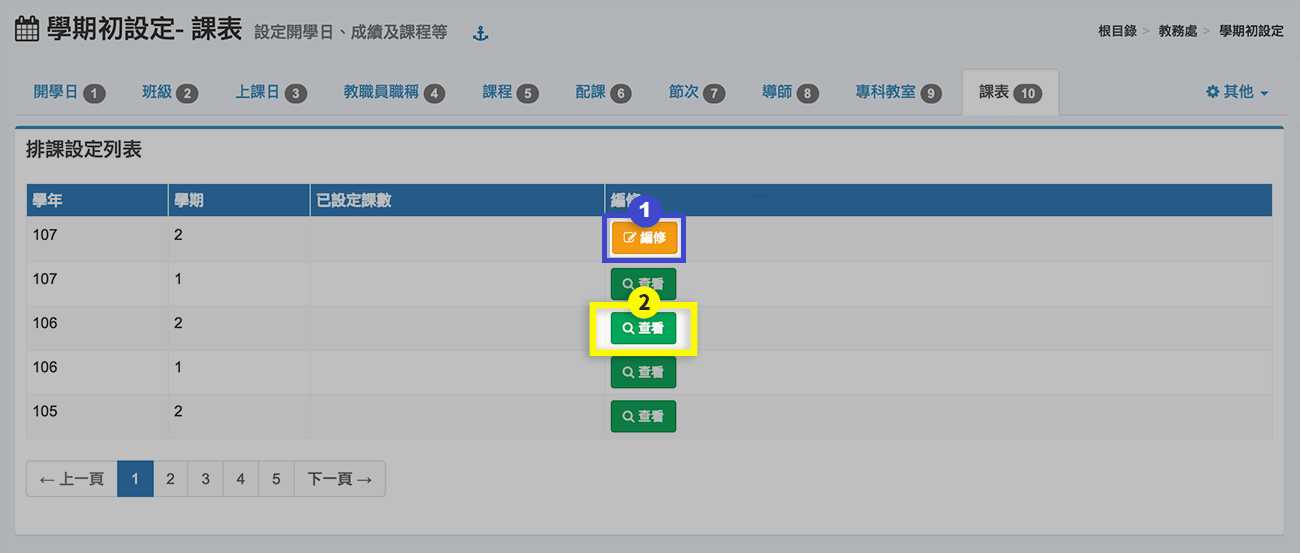 學期初設定- 課表 設定開學日、成績及課程等
根目錄 > 教務處 > 學期初設定
開學日 1 班級 2 上課日 3 教職員職稱 4 課程 5 配課 6 節次 7 導師 8 專科教室 9 課表 10 其他
排課設定列表
學年 學期 已設定課數 編修
1
107 2 編修
107 1 查看
2
106 2 查看
106 1 查看
105 2 查看
← 上一頁 1 2 3 4 5 下一頁 →